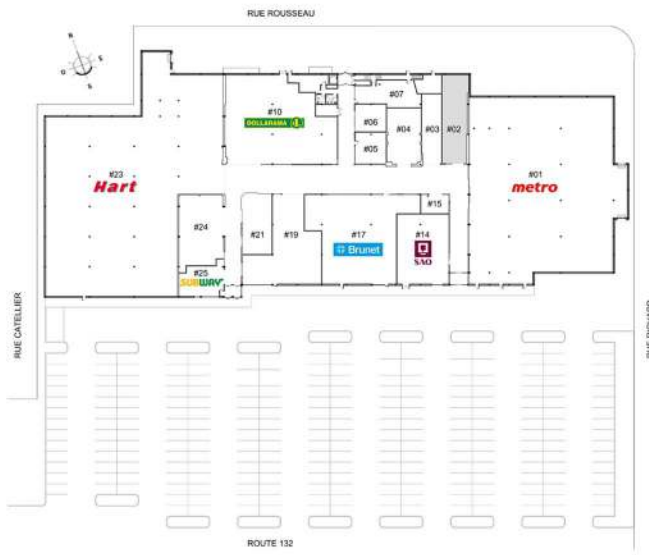 RUE ROUSSEAU
N
E
O
S
#10
DOLLARAMA
#07
#06
#04
#03
#02
#05
#23
Hart
#01
metro
#24
#21
#19
#17
Brunet
#15
#14
SAQ
#25
SUBWAY
RUE CATELLIER
ROUTE 132